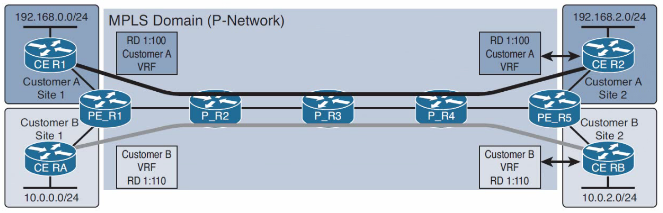 192.168.0.0/24
MPLS Domain (P-Network)
192.168.2.0/24
RD 1:100
Customer A
VRF
RD 1:100
Customer A
VRF
CE R1
CE R2
Customer A
Site 1
Customer A
Site 2
PE_R1
P_R2
P_R3
P_R4
PE_R5
Customer B
Site 1
Customer B
Site 2
Customer B
VRF
RD 1:110
Customer B
VRF
RD 1:110
CE RA
CE RB
10.0.0.0/24
10.0.2.0/24